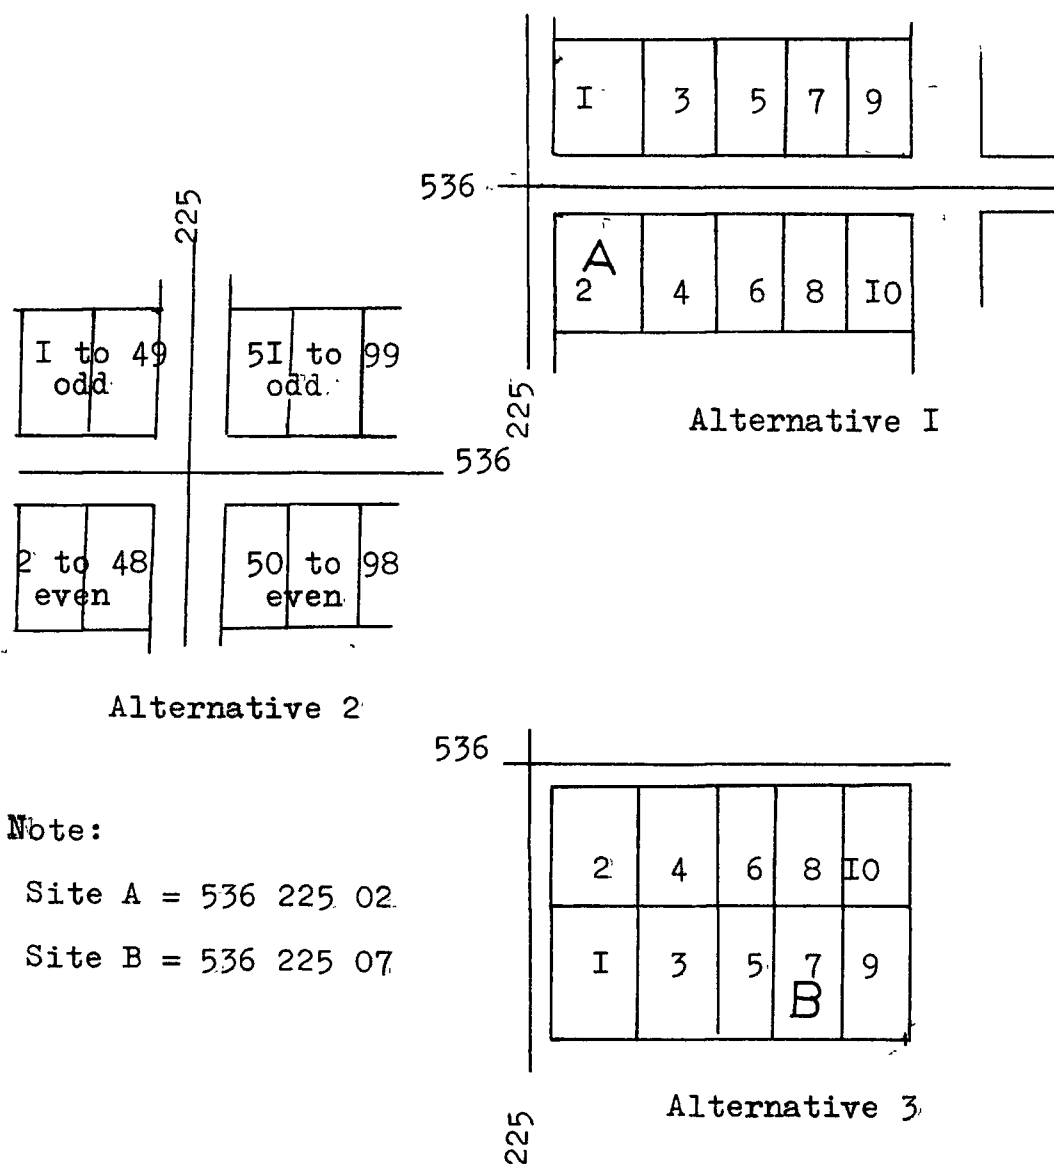 I 3 5 7 9
536
A
2 4 6 8 I0
225
Alternative I
225
I to 49
odd
5I to 99
odd
536
2 to 48
even
50 to 98
even
Alternative 2
536
2 4 6 8 I0
I 3 5 7 9
B
225
Alternative 3
Note:
Site A = 536 225 02
Site B = 536 225 07